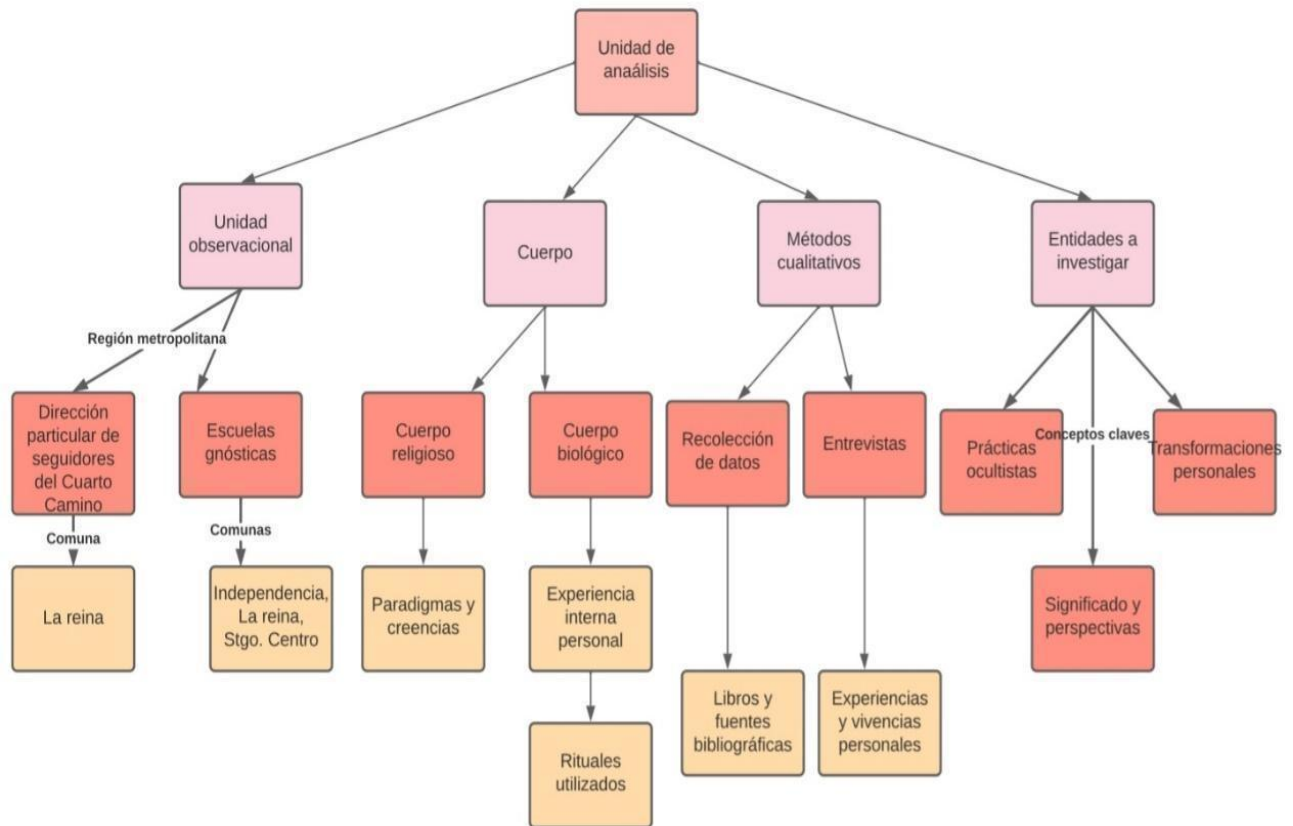 Unidad de
anaálisis
Unidad
observacional
Cuerpo
Métodos
cualitativos
Entidades a
investigar
Región metropolitana
Dirección
particular de
seguidores
del Cuarto
Camino
Escuelas
gnósticas
Cuerpo
religioso
Cuerpo
biológico
Recolección
de datos
Entrevistas
Prácticas
ocultistas
Conceptos claves
Transformaciones
personales
Comuna
Comunas
La reina
Independencia,
La reina,
Stgo. Centro
Paradigmas y
creencias
Experiencia
interna
personal
Significado y
perspectivas
Libros y
fuentes
bibliográficas
Experiencias
y vivencias
personales
Rituales
utilizados